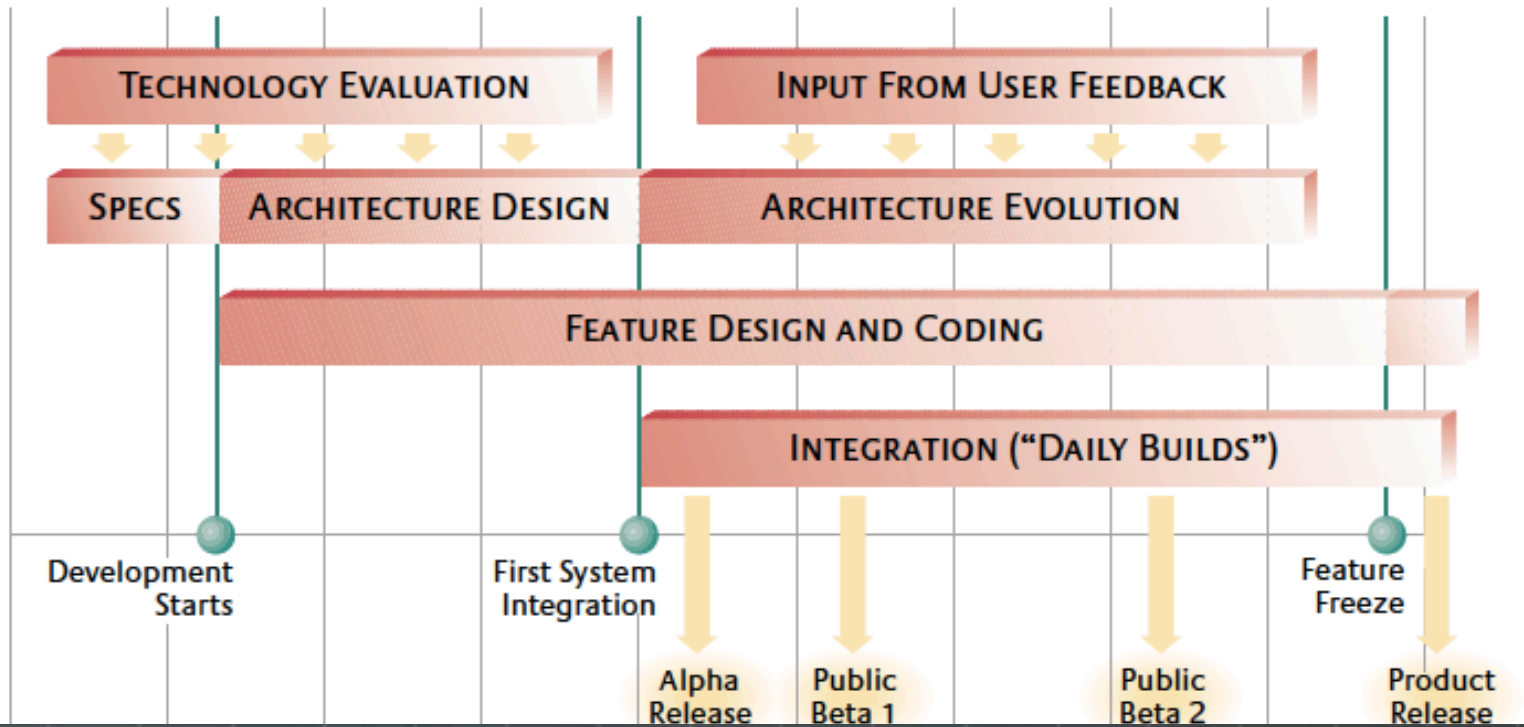 TECHNOLOGY EVALUATION
INPUT FROM USER FEEDBACK
SPECS
ARCHITECTURE DESIGN
ARCHITECTURE EVOLUTION
FEATURE DESIGN AND CODING
INTEGRATION (“DAILY BUILDS”)
Development
Starts
First System
Integration
Feature
Freeze
Alpha
Release
Public
Beta 1
Public
Beta 2
Product
Release